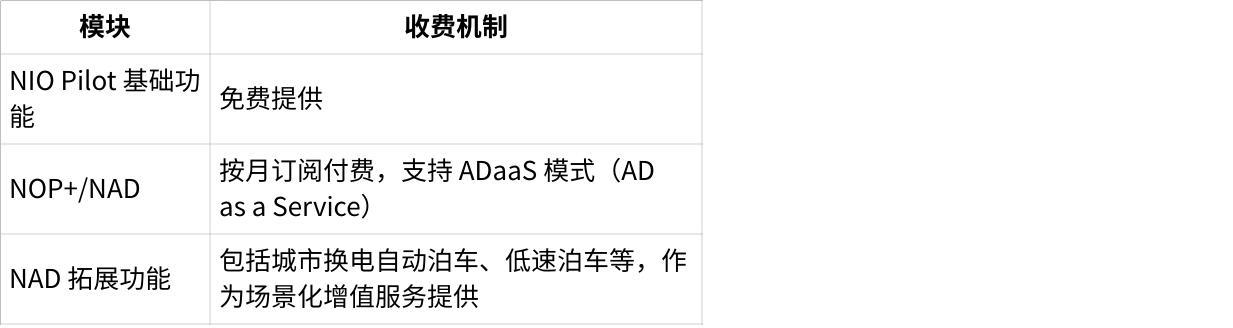 模块 收费机制
NIO Pilot 基础功
能
免费提供
NOP+/NAD
按月订阅付费，支持 ADaaS 模式（AD
as a Service）
NAD 拓展功能
包括城市换电自动泊车、低速泊车等，作
为场景化增值服务提供